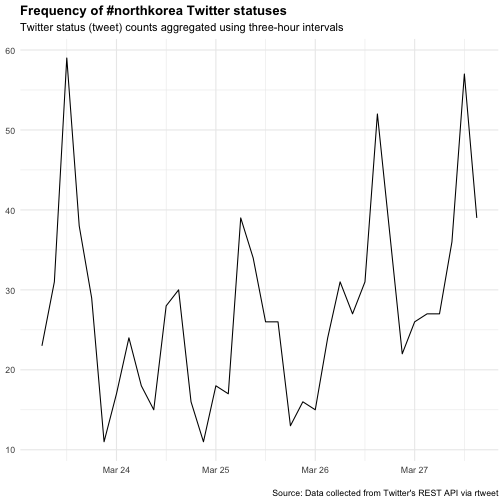 Frequency of #northkorea Twitter statuses
Twitter status (tweet) counts aggregated using three-hour intervals
60
50
40
30
20
10
Mar 24 Mar 25 Mar 26 Mar 27
Source: Data collected from Twitter's REST API via rtweet